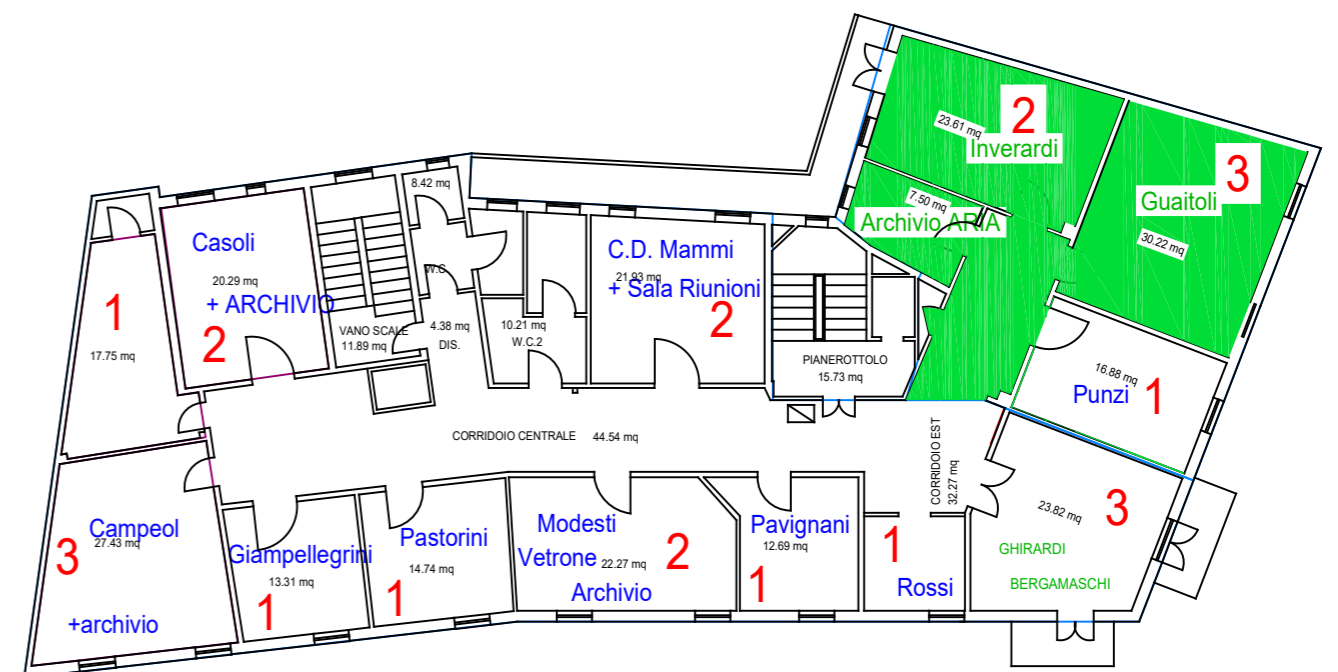 2
23.61 mq
Inverardi
3
Guaitoli
30.22 mq
7.50 mq
Archivio ARIA
8.42 mq
Casoli
20.29 mq
+ ARCHIVIO
2
1
17.75 mq
W.C.
VANO SCALE
11.89 mq
4.38 mq
DIS.
10.21 mq
W.C.2
C.D. Mammi
21.93 mq
+ Sala Riunioni
2
PIANEROTTOLO
15.73 mq
16.88 mq
Punzi
1
CORRIDOIO CENTRALE 44.54 mq
CORRIDOIO EST
32.27 mq
Campeol
27.43 mq
3
+archivio
Giampellegrini
13.31 mq
1
Pastorini
14.74 mq
1
Modesti
Vetrone 22.27 mq
Archivio
2
Pavignani
12.69 mq
1
1
Rossi
23.82 mq
3
GHIRARDI
BERGAMASCHI